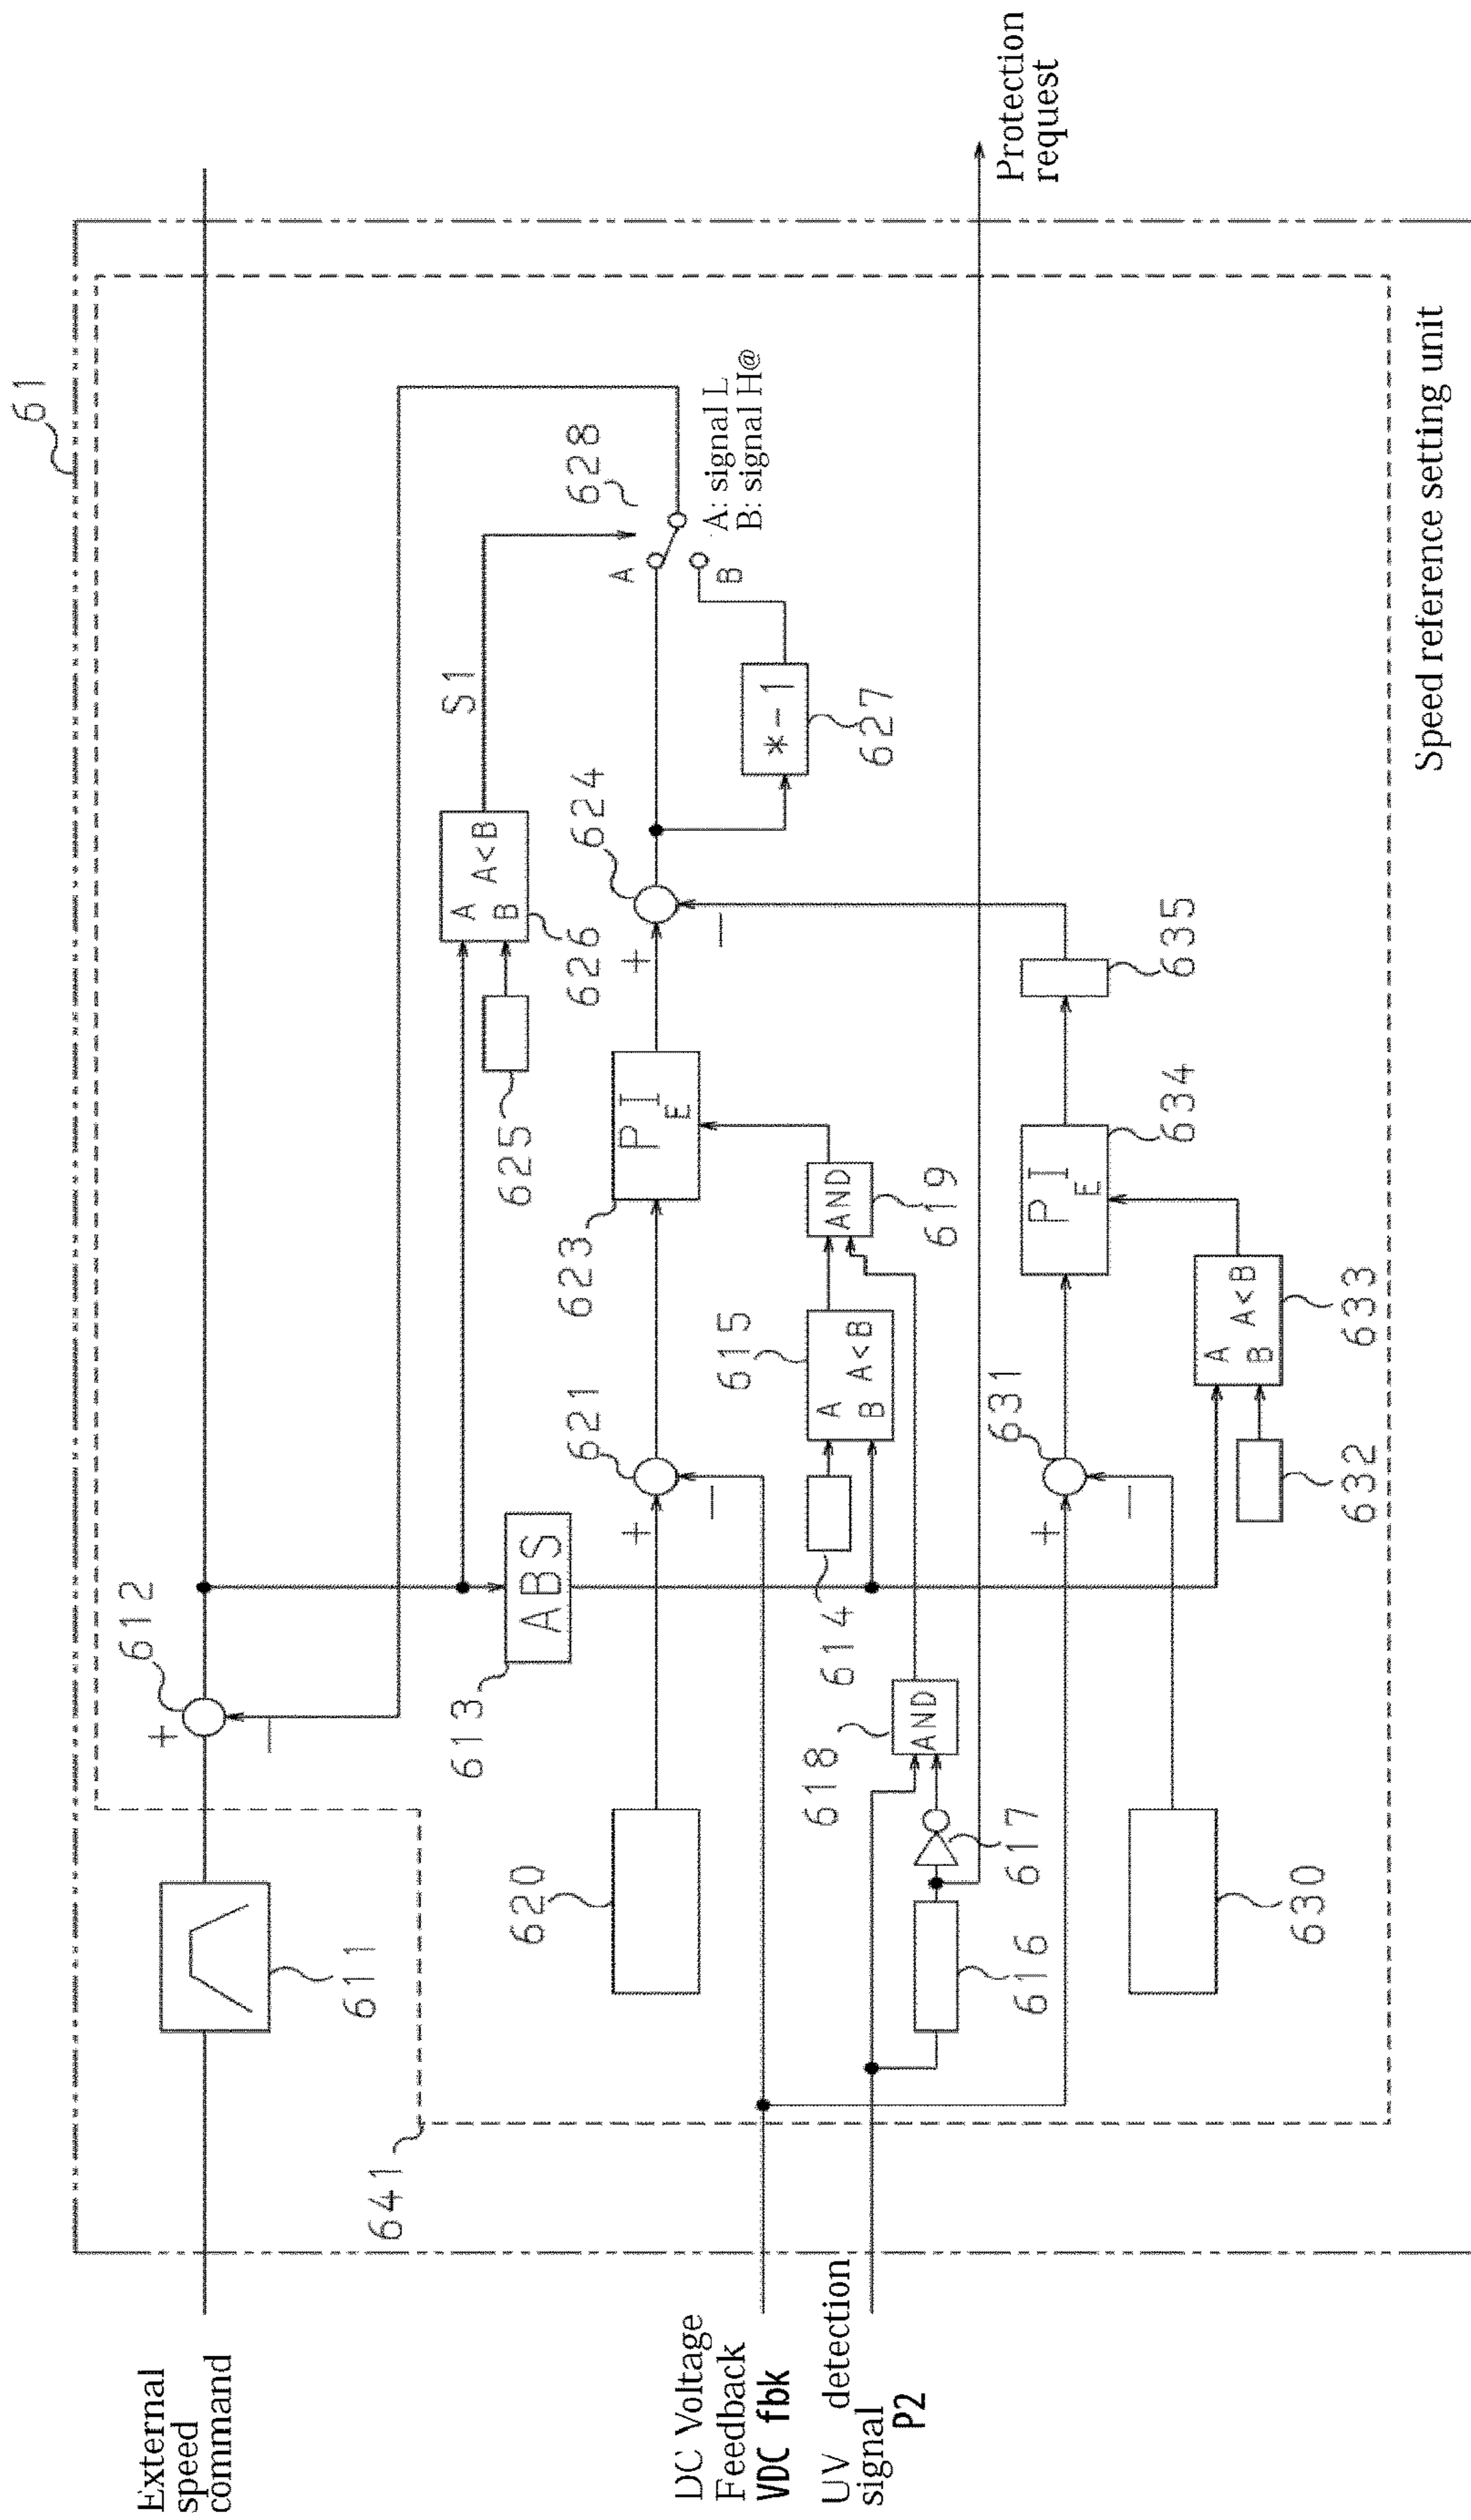 61
External
speed
command
611
+
−
612
641
613
ABS
S1
625
626
A
B
A<B
628
A
B
A: signal L
B: signal H@
620
+
−
621
623
P I
E
+
−
624
*-1
627
DC Voltage
Feedback
VDC fbk
614
615
A
B
A<B
AND
619
UV detection
signal
P2
616
617
618
AND
Protection
request
630
+
−
631
632
633
A
B
A<B
P I
E
634
635
Speed reference setting unit